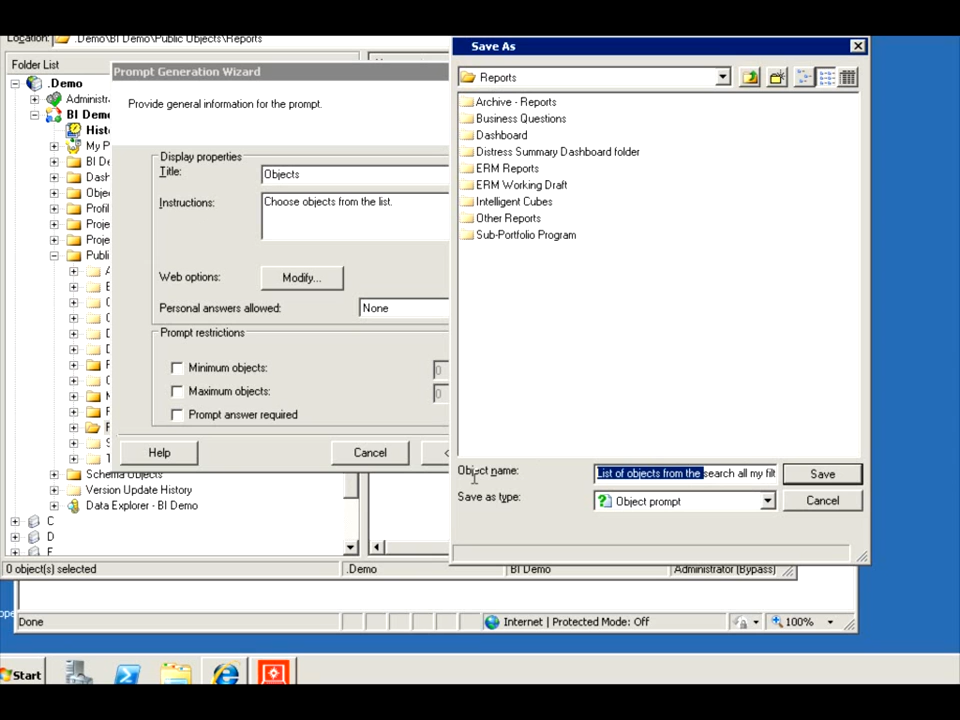 Location: .Demo\BI Demo\Public Objects\Reports
Folder List
.Demo
Administr
BI Demo
Hist
My P
BI De
Dash
Obje
Profil
Proje
Proje
Publi
Schema Objects
Version Update History
Data Explorer - BI Demo
C
D
E
0 object(s) selected
.Demo
BI Demo
Administrator (Bypass)
Prompt Generation Wizard
Provide general information for the prompt.
Display properties
Title:
Objects
Instructions:
Choose objects from the list.
Web options:
Modify...
Personal answers allowed:
None
Prompt restrictions
Minimum objects:
0
Maximum objects:
0
Prompt answer required
Help
Cancel
<
Save As
Reports
Archive - Reports
Business Questions
Dashboard
Distress Summary Dashboard folder
ERM Reports
ERM Working Draft
Intelligent Cubes
Other Reports
Sub-Portfolio Program
Object name:
List of objects from the search all my filt
Save
Save as type:
Object prompt
Cancel
Done
Internet | Protected Mode: Off
100%
Start